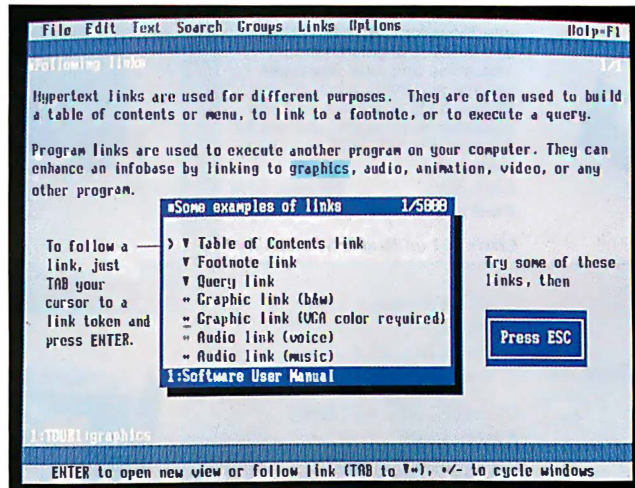 File Edit Text Search Groups Links Options Help=F1
Following links 1/1
Hypertext links are used for different purposes. They are often used to build
a table of contents or menu, to link to a footnote, or to execute a query.
Program links are used to execute another program on your computer. They can
enhance an infobase by linking to graphics, audio, animation, video, or any
other program.
■Some examples of links 1/5808
To follow a
link, just
TAB your
cursor to a
link token and
press ENTER.
› ▼ Table of Contents link
▼ Footnote link
▼ Query link
↔ Graphic link (b&w)
↔ Graphic link (VGA color required)
↔ Audio link (voice)
↔ Audio link (music)
1:Software User Manual
Try some of these
links, then
Press ESC
1:TOUR1:graphics
ENTER to open new view or follow link (TAB to ▼↔), +/- to cycle windows